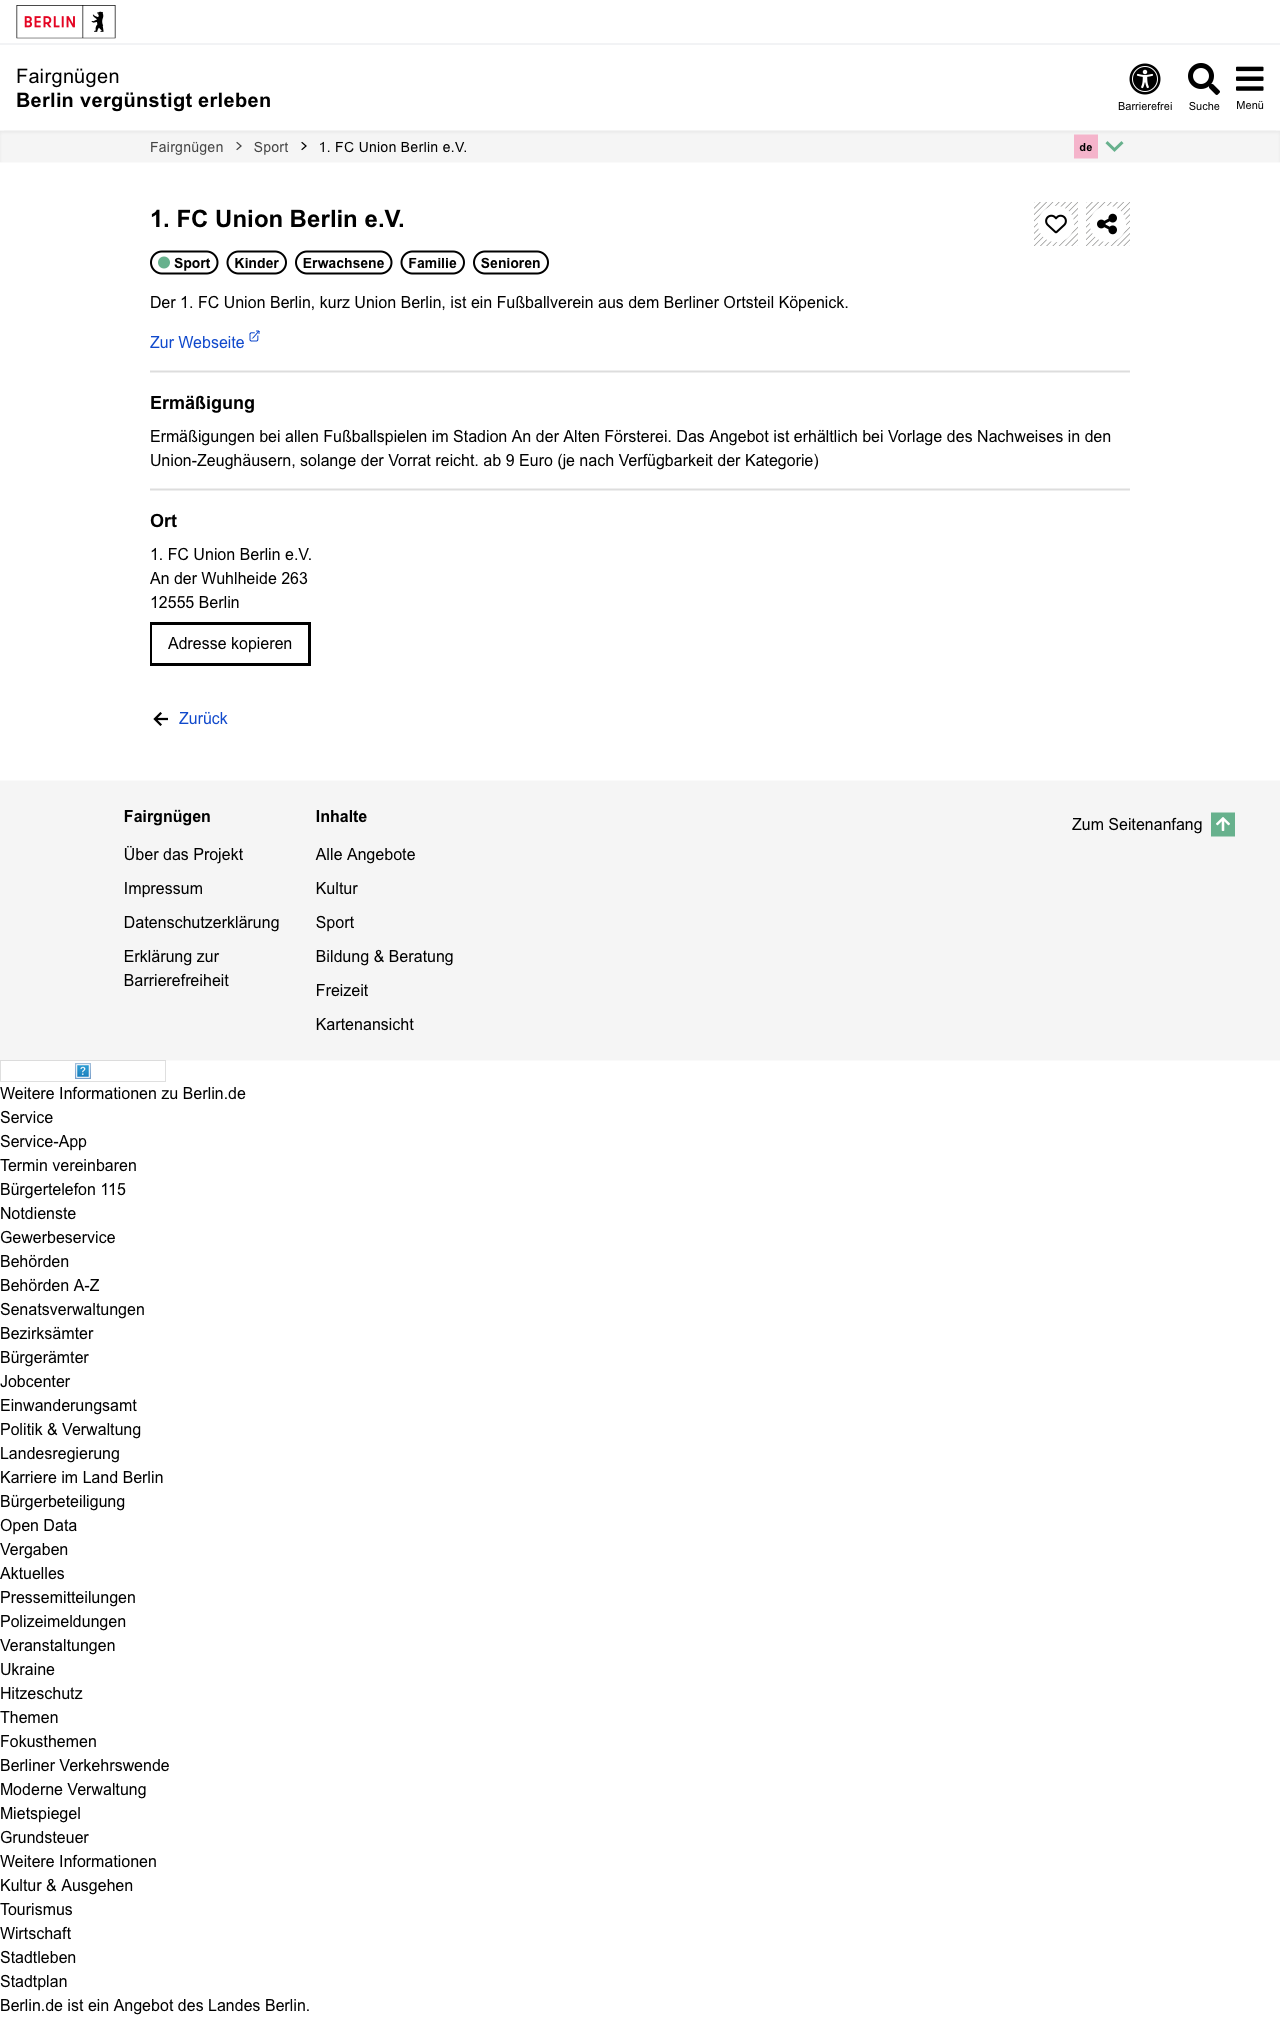 BERLIN
Fairgnügen
Berlin vergünstigt erleben
Barrierefrei
Suche
Menü
Fairgnügen > Sport > 1. FC Union Berlin e.V.
de
1. FC Union Berlin e.V.
Sport Kinder Erwachsene Familie Senioren
Der 1. FC Union Berlin, kurz Union Berlin, ist ein Fußballverein aus dem Berliner Ortsteil Köpenick.
Zur Webseite
Ermäßigung
Ermäßigungen bei allen Fußballspielen im Stadion An der Alten Försterei. Das Angebot ist erhältlich bei Vorlage des Nachweises in den
Union-Zeughäusern, solange der Vorrat reicht. ab 9 Euro (je nach Verfügbarkeit der Kategorie)
Ort
1. FC Union Berlin e.V.
An der Wuhlheide 263
12555 Berlin
Adresse kopieren
Zurück
Fairgnügen
Über das Projekt
Impressum
Datenschutzerklärung
Erklärung zur
Barrierefreiheit
Inhalte
Alle Angebote
Kultur
Sport
Bildung & Beratung
Freizeit
Kartenansicht
Zum Seitenanfang
?
Weitere Informationen zu Berlin.de
Service
Service-App
Termin vereinbaren
Bürgertelefon 115
Notdienste
Gewerbeservice
Behörden
Behörden A-Z
Senatsverwaltungen
Bezirksämter
Bürgerämter
Jobcenter
Einwanderungsamt
Politik & Verwaltung
Landesregierung
Karriere im Land Berlin
Bürgerbeteiligung
Open Data
Vergaben
Aktuelles
Pressemitteilungen
Polizeimeldungen
Veranstaltungen
Ukraine
Hitzeschutz
Themen
Fokusthemen
Berliner Verkehrswende
Moderne Verwaltung
Mietspiegel
Grundsteuer
Weitere Informationen
Kultur & Ausgehen
Tourismus
Wirtschaft
Stadtleben
Stadtplan
Berlin.de ist ein Angebot des Landes Berlin.